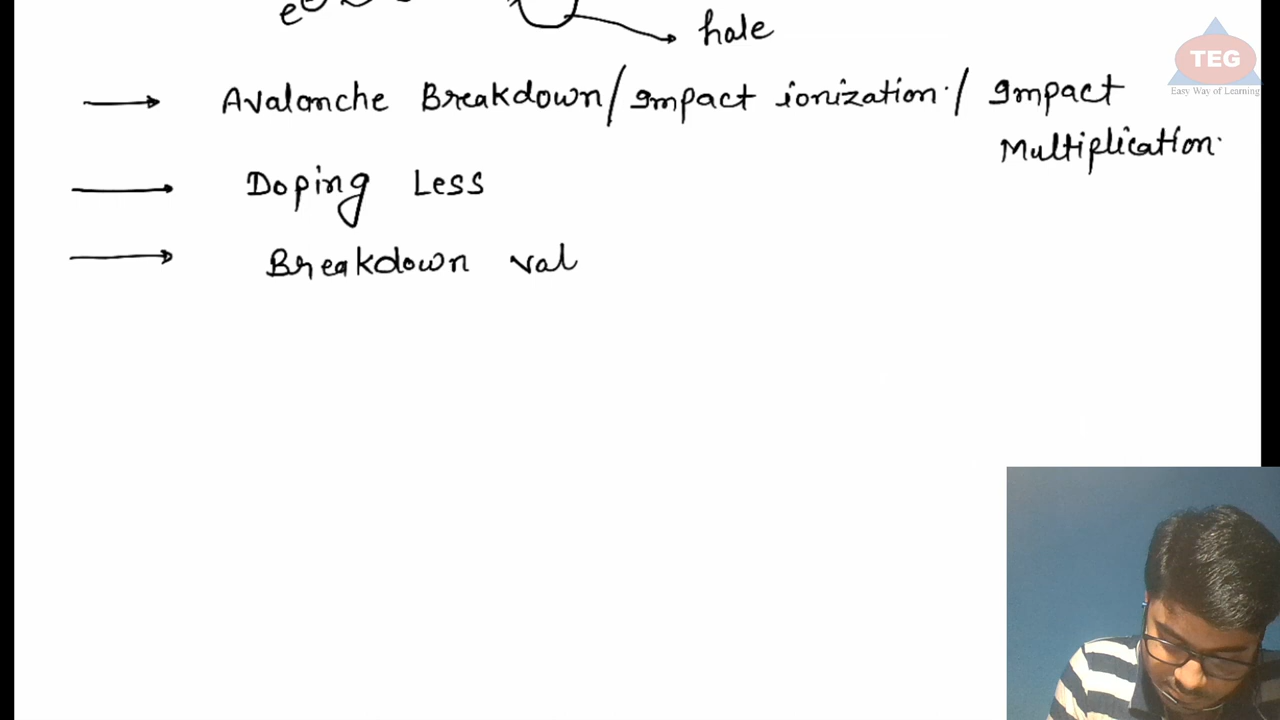 e
hole
Avalanche Breakdown / Impact ionization. / Impact
Multiplication.
Doping Less
Breakdown val
TEG
Easy Way of Learning